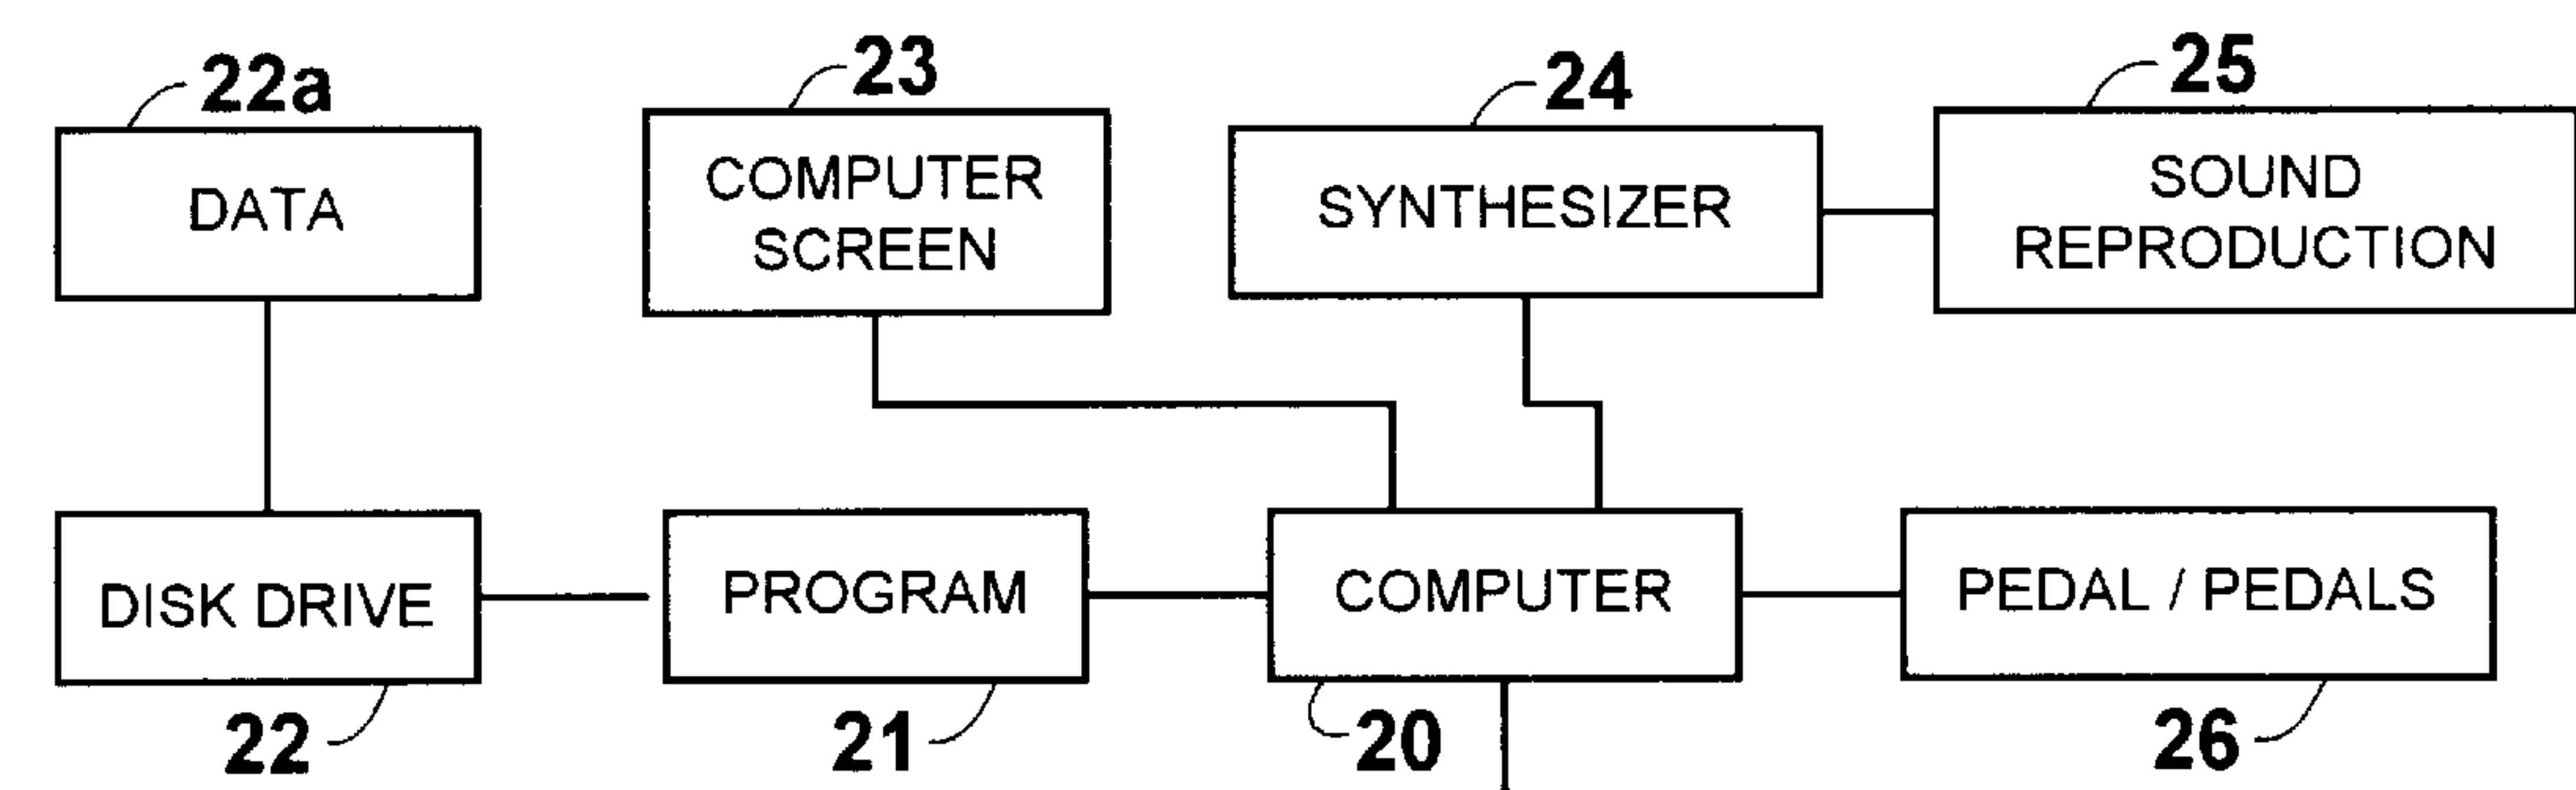 22a
23
24
25
DATA
COMPUTER
SCREEN
SYNTHESIZER
SOUND
REPRODUCTION
DISK DRIVE
PROGRAM
COMPUTER
PEDAL / PEDALS
22
21
20
26